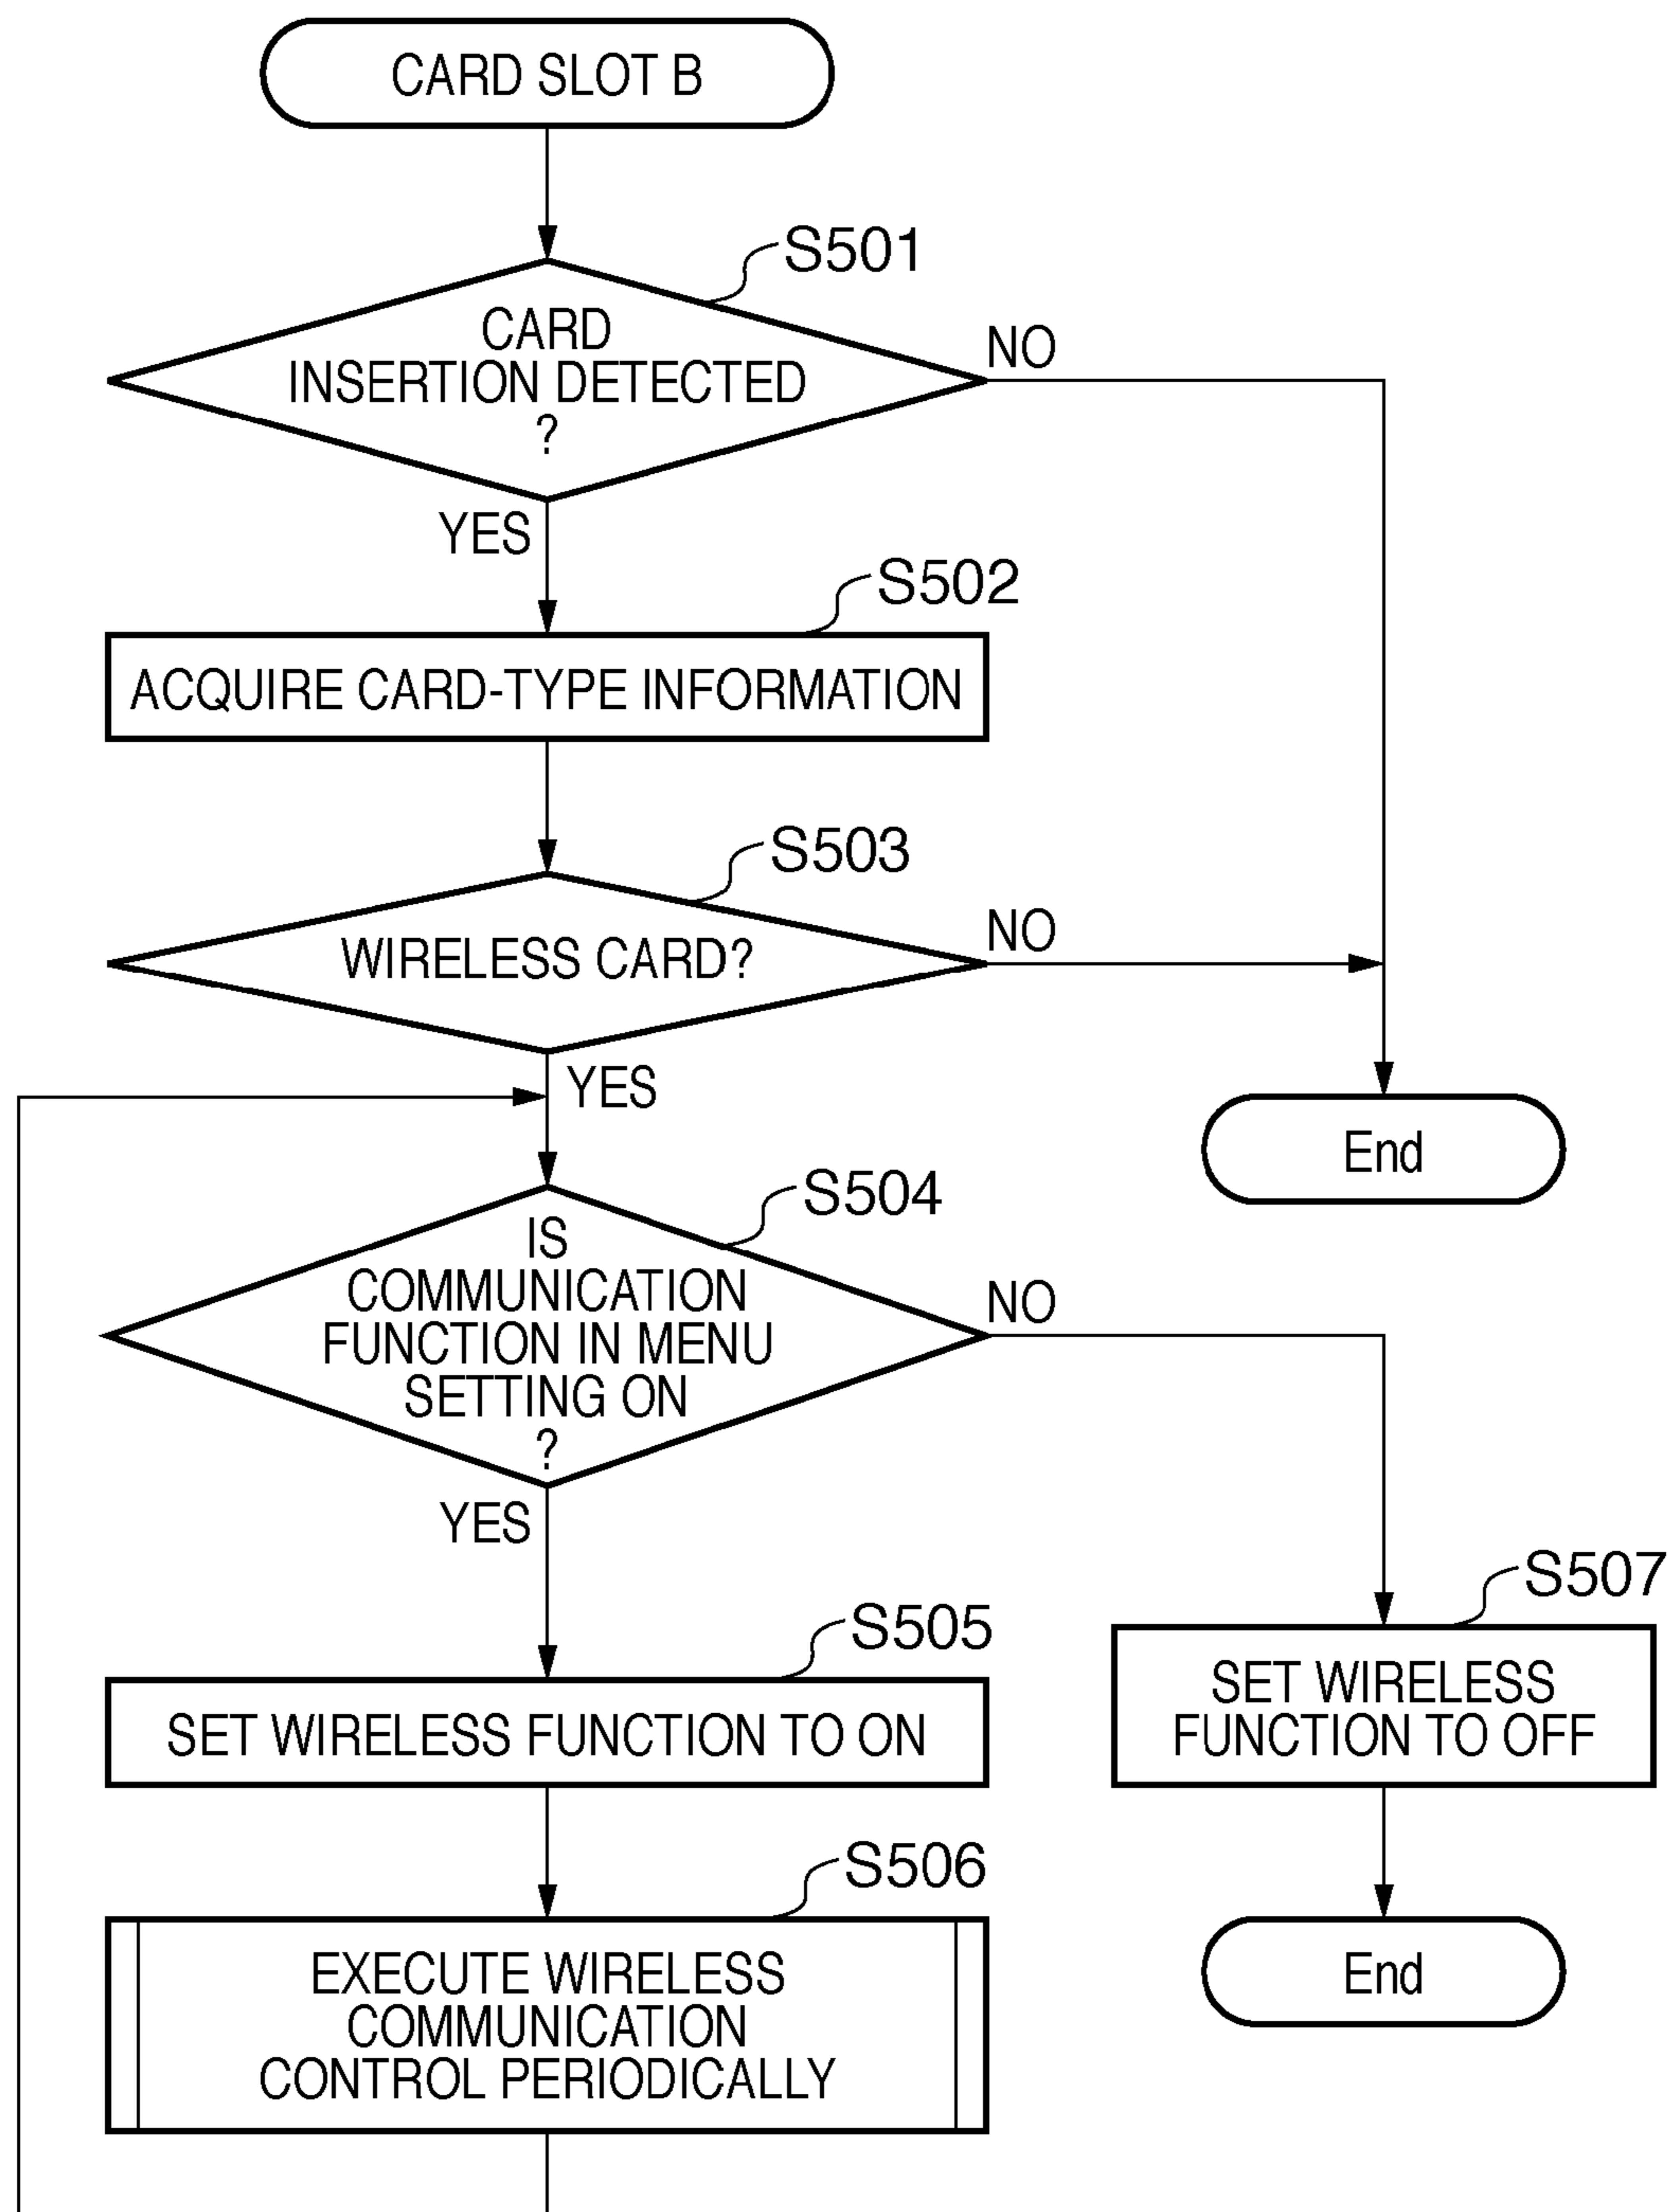 CARD SLOT B
S501
CARD
INSERTION DETECTED
?
NO
YES
S502
ACQUIRE CARD-TYPE INFORMATION
S503
WIRELESS CARD?
NO
YES
End
S504
IS
COMMUNICATION
FUNCTION IN MENU
SETTING ON
?
NO
YES
S505
SET WIRELESS FUNCTION TO ON
S507
SET WIRELESS
FUNCTION TO OFF
S506
EXECUTE WIRELESS
COMMUNICATION
CONTROL PERIODICALLY
End